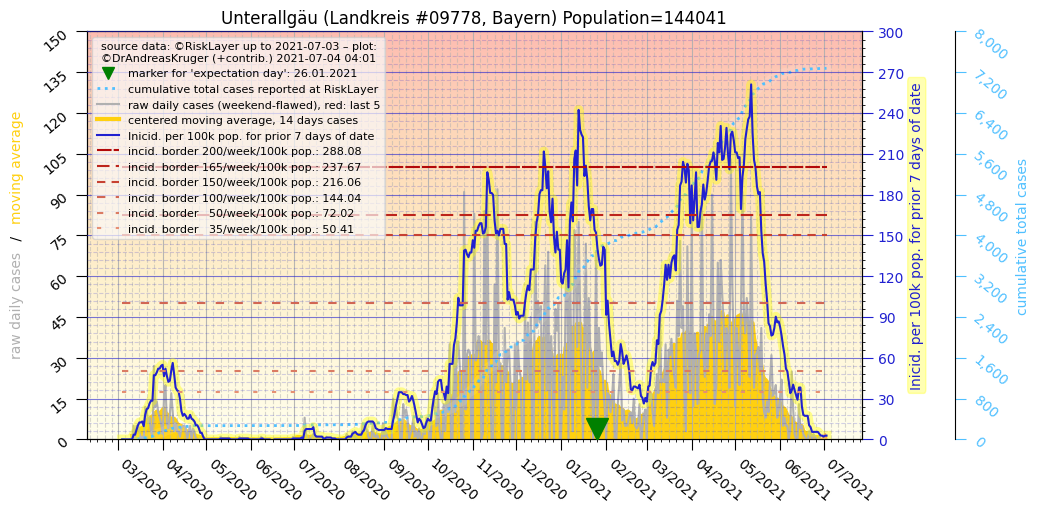 Unterallgäu (Landkreis #09778, Bayern) Population=144041
source data: ©RiskLayer up to 2021-07-03 – plot:
©DrAndreasKruger (+contrib.) 2021-07-04 04:01
marker for 'expectation day': 26.01.2021
cumulative total cases reported at RiskLayer
raw daily cases (weekend-flawed), red: last 5
centered moving average, 14 days cases
Inicid. per 100k pop. for prior 7 days of date
incid. border 200/week/100k pop.: 288.08
incid. border 165/week/100k pop.: 237.67
incid. border 150/week/100k pop.: 216.06
incid. border 100/week/100k pop.: 144.04
incid. border 50/week/100k pop.: 72.02
incid. border 35/week/100k pop.: 50.41
raw daily cases / moving average
150
135
120
105
90
75
60
45
30
15
0
03/2020
04/2020
05/2020
06/2020
07/2020
08/2020
09/2020
10/2020
11/2020
12/2020
01/2021
02/2021
03/2021
04/2021
05/2021
06/2021
07/2021
300
270
240
210
180
150
120
90
60
30
0
Inicid. per 100k pop. for prior 7 days of date
8,000
7,200
6,400
5,600
4,800
4,000
3,200
2,400
1,600
800
0
cumulative total cases